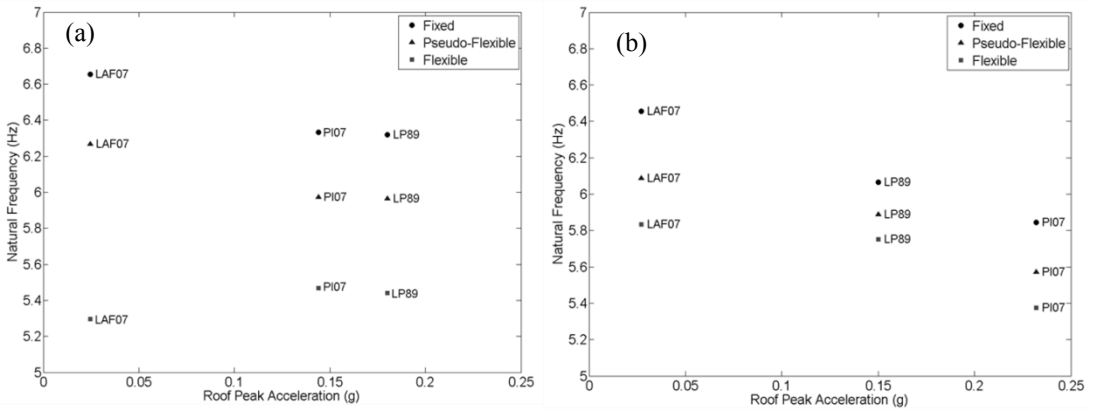 (a)
Fixed
Pseudo-Flexible
Flexible
Natural Frequency (Hz)
7
6.8
6.6
6.4
6.2
6
5.8
5.6
5.4
5.2
5
LAF07
LAF07
LAF07
PI07
PI07
PI07
LP89
LP89
LP89
0
0.05
0.1
0.15
0.2
0.25
Roof Peak Acceleration (g)
(b)
Fixed
Pseudo-Flexible
Flexible
Natural Frequency (Hz)
7
6.8
6.6
6.4
6.2
6
5.8
5.6
5.4
5.2
5
LAF07
LAF07
LAF07
LP89
LP89
LP89
PI07
PI07
PI07
0
0.05
0.1
0.15
0.2
0.25
Roof Peak Acceleration (g)